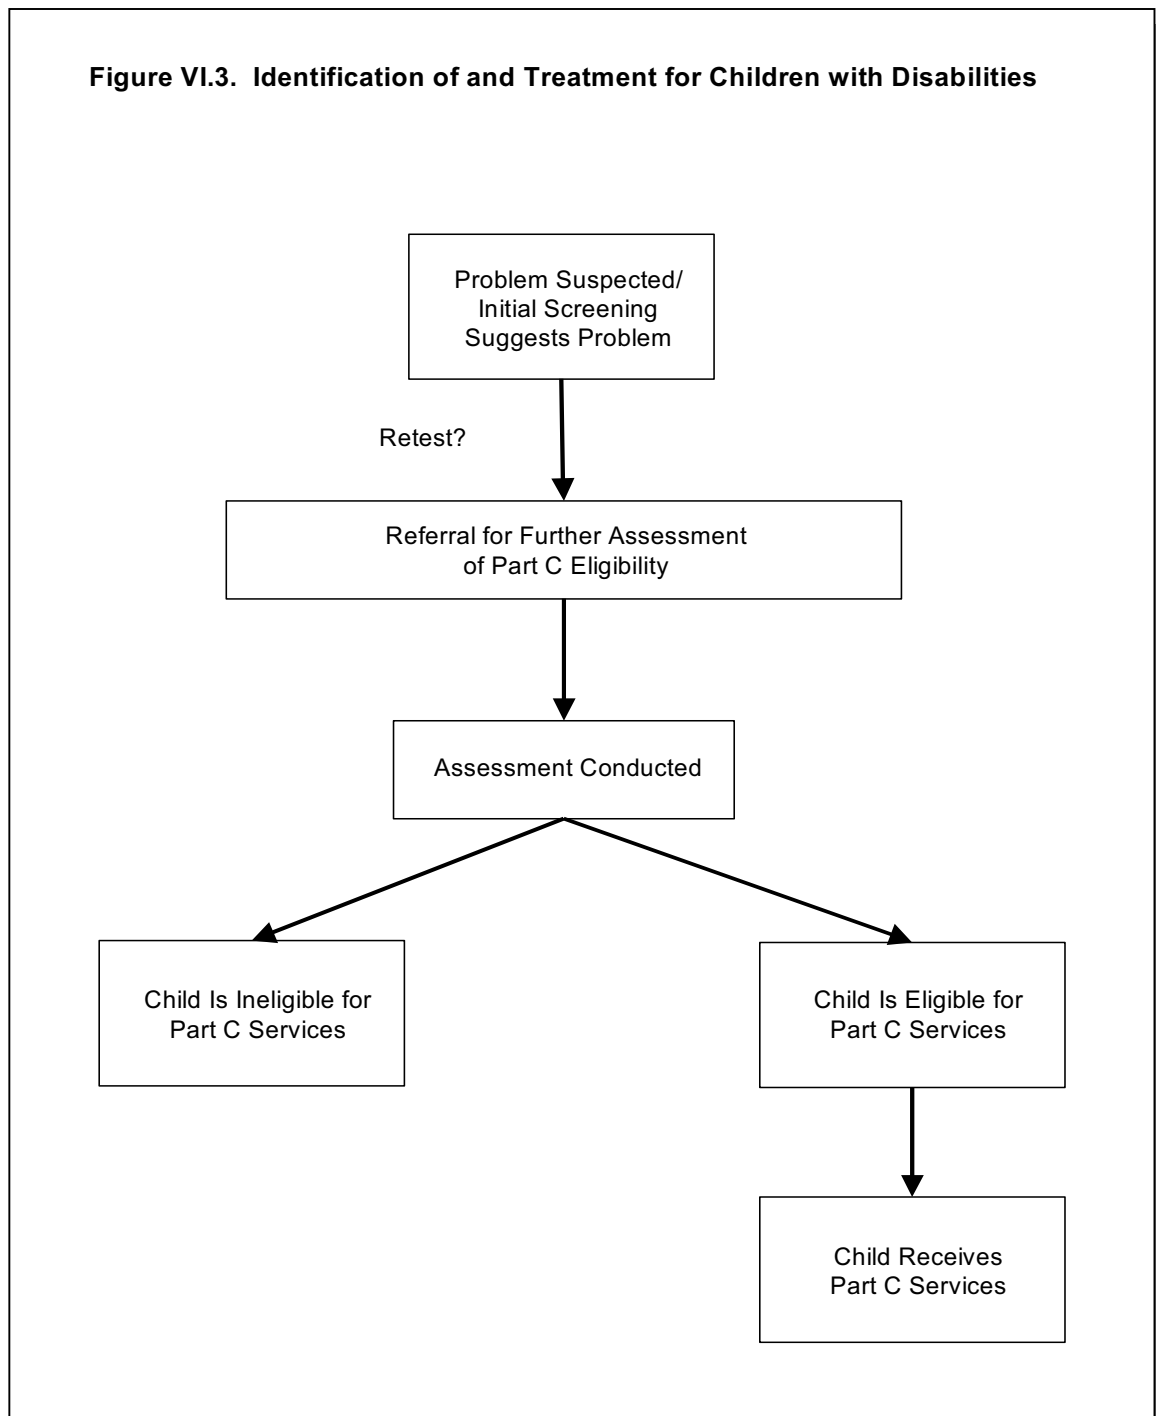 Figure VI.3. Identification of and Treatment for Children with Disabilities
Problem Suspected/
Initial Screening
Suggests Problem
Retest?
Referral for Further Assessment
of Part C Eligibility
Assessment Conducted
Child Is Ineligible for
Part C Services
Child Is Eligible for
Part C Services
Child Receives
Part C Services